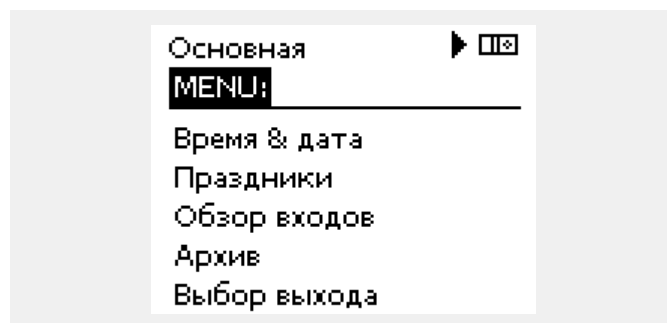 Основная
MENU:
Время & дата
Праздники
Обзор входов
Архив
Выбор выхода